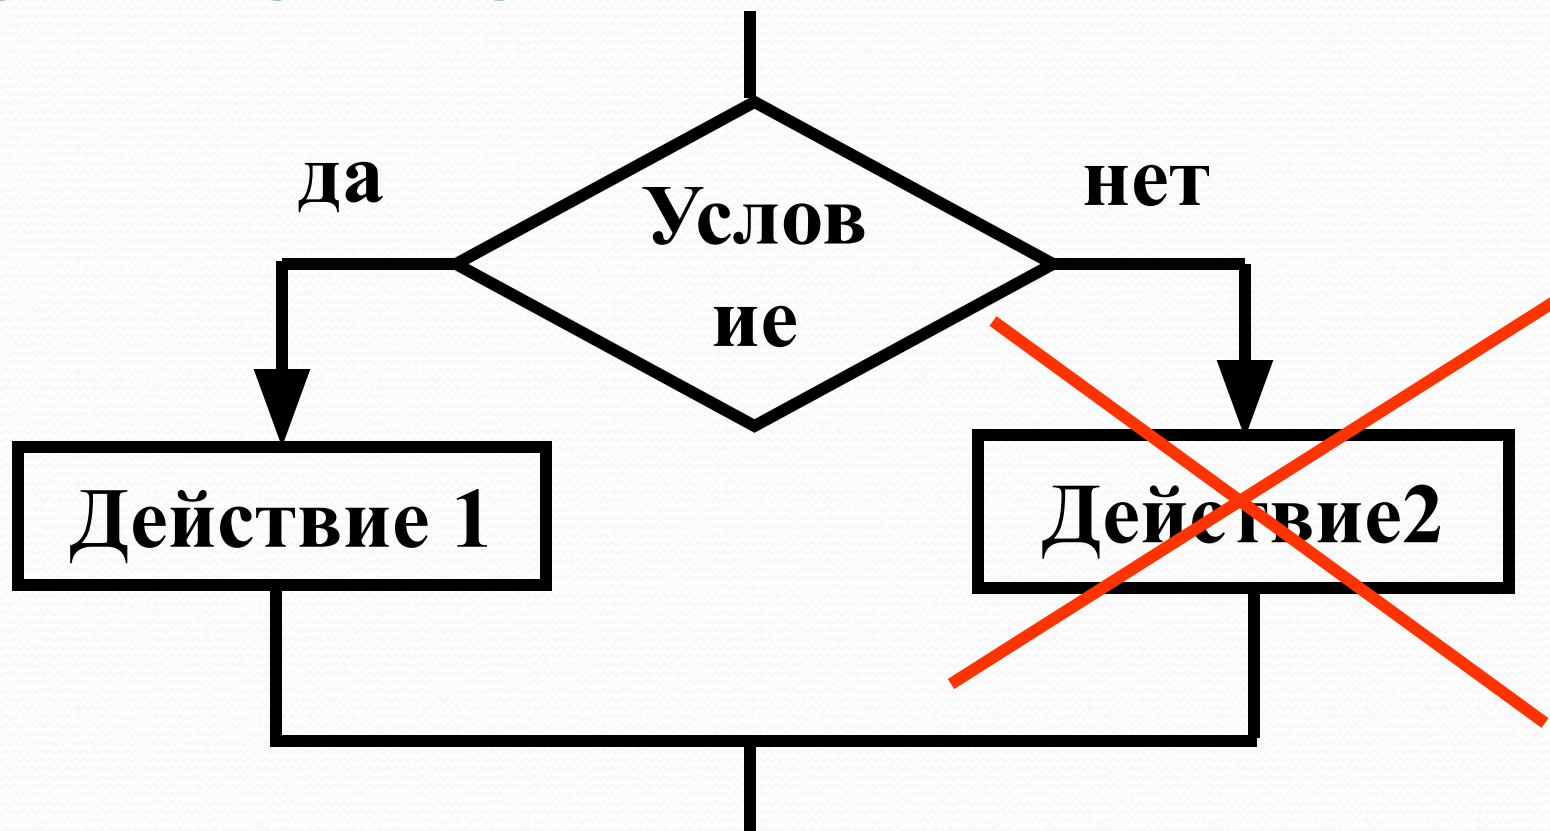 да
нет
Услов
ие
Действие 1
Действие2